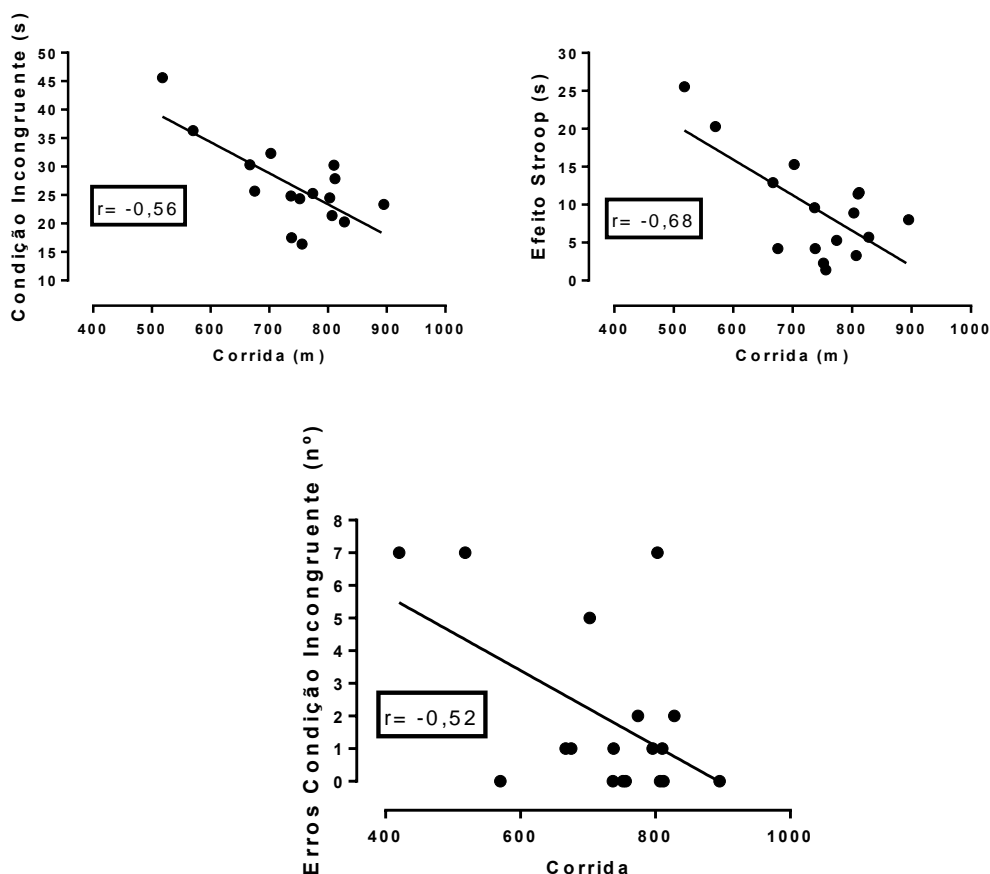 Condição Incongruente (s)
50
45
40
35
30
25
20
15
10
r= -0,56
400 500 600 700 800 900 1000
Corrida (m)
Efeito Stroop (s)
30
25
20
15
10
5
0
r= -0,68
400 500 600 700 800 900 1000
Corrida (m)
Erros Condição Incongruente (nº)
8
7
6
5
4
3
2
1
0
r= -0,52
400 600 800 1000
Corrida